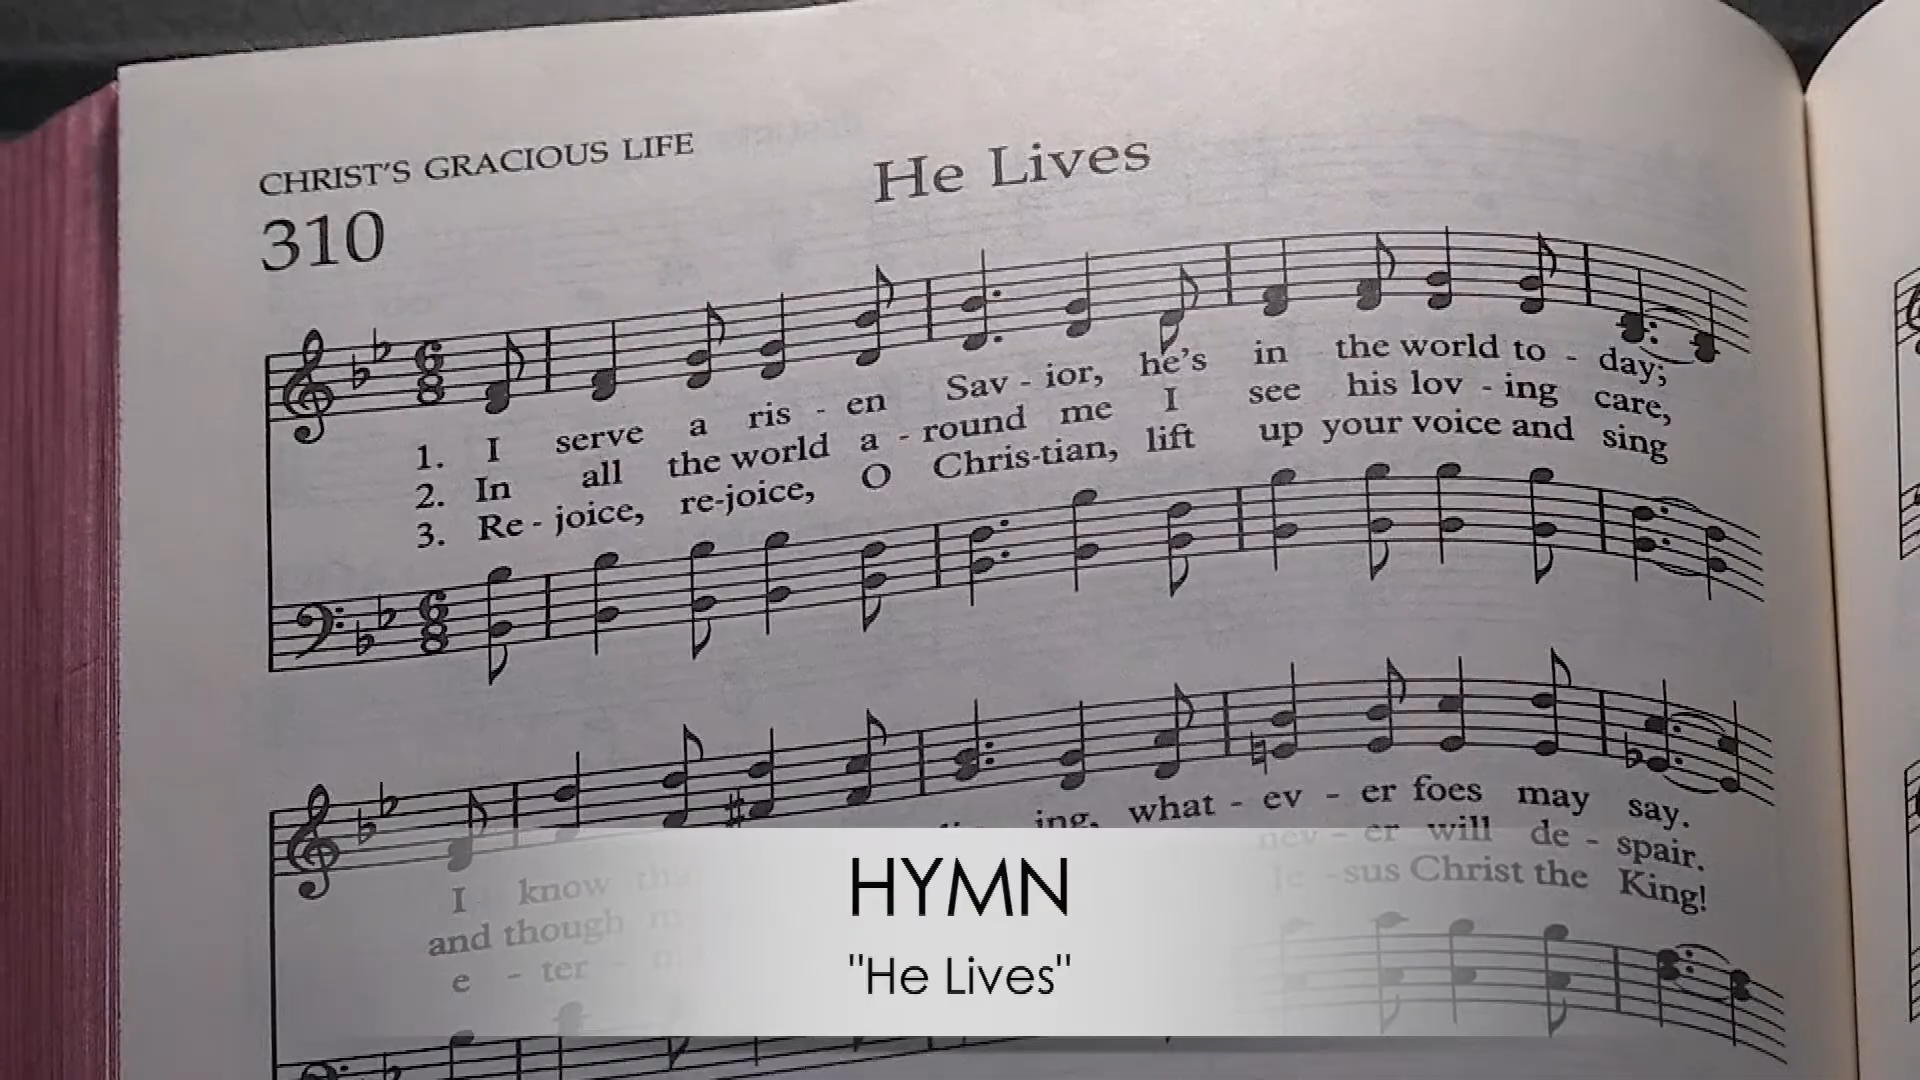 CHRIST'S GRACIOUS LIFE
He Lives
310
1. I serve a ris - en Sav - ior, he's in the world to - day;
2. In all the world a - round me I see his lov - ing care,
3. Re - joice, re-joice, O Chris-tian, lift up your voice and sing
I know ing, what - ev - er foes may say.
and though nev - er will de - spair.
e - ter - Je - sus Christ the King!
HYMN
"He Lives"